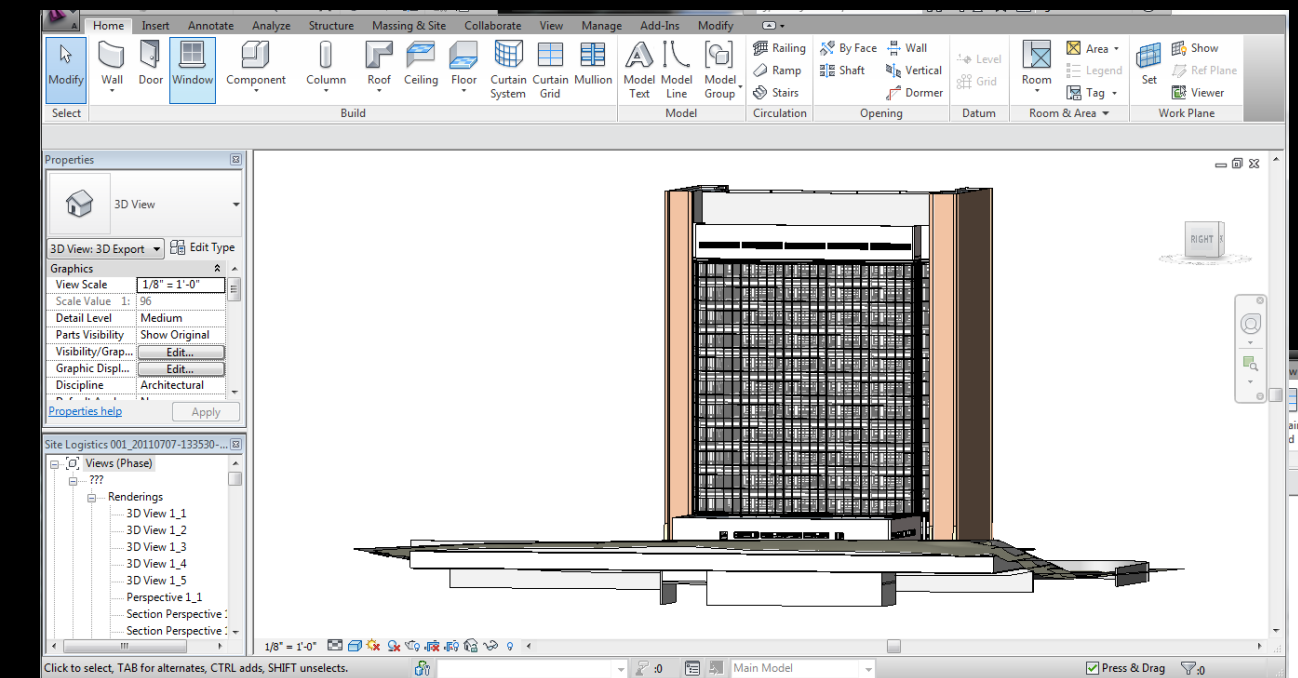 Home Insert Annotate Analyze Structure Massing & Site Collaborate View Manage Add-Ins Modify
Modify Wall Door Window Component Column Roof Ceiling Floor Curtain System Curtain Grid Mullion Model Text Model Line Model Group
Railing By Face Wall Level Area Show
Ramp Shaft Vertical Grid Room Legend Set Ref Plane
Stairs Dormer Tag Viewer
Select Build Model Circulation Opening Datum Room & Area Work Plane
Properties
3D View
RIGHT
3D View: 3D Export Edit Type
Graphics
View Scale 1/8" = 1'-0"
Scale Value 1: 96
Detail Level Medium
Parts Visibility Show Original
Visibility/Grap... Edit...
Graphic Displ... Edit...
Discipline Architectural
Properties help Apply
Site Logistics 001_20110707-133530-...
Views (Phase)
???
Renderings
3D View 1_1
3D View 1_2
3D View 1_3
3D View 1_4
3D View 1_5
Perspective 1_1
Section Perspective
Section Perspective
1/8" = 1'-0"
Click to select, TAB for alternates, CTRL adds, SHIFT unselects. :0 Main Model Press & Drag :0